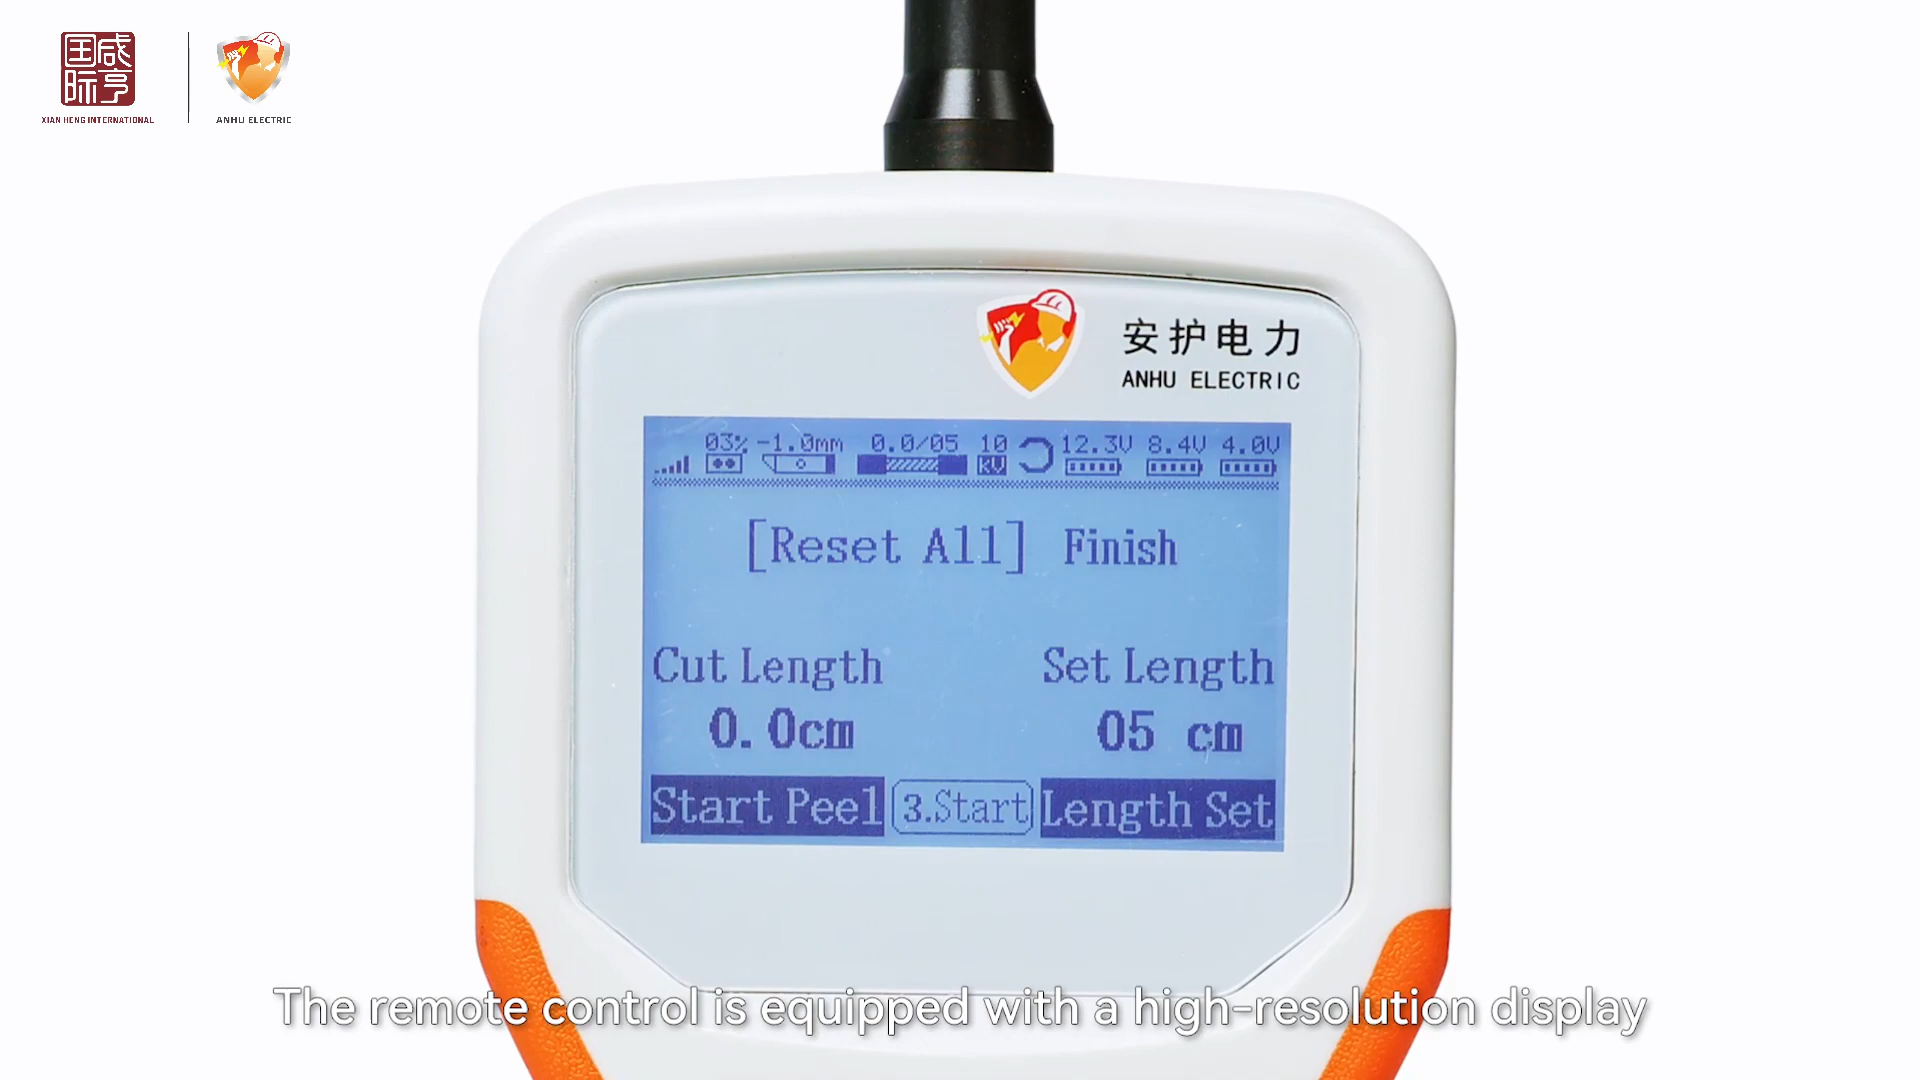 国咸
际亨
XIAN HENG INTERNATIONAL
ANHU ELECTRIC
安护电力
ANHU ELECTRIC
03% -1.0mm 0.0/05 10 kV 12.3V 8.4V 4.0V
[Reset All] Finish
Cut Length Set Length
0.0cm 05 cm
Start Peel 3.Start Length Set
The remote control is equipped with a high-resolution display